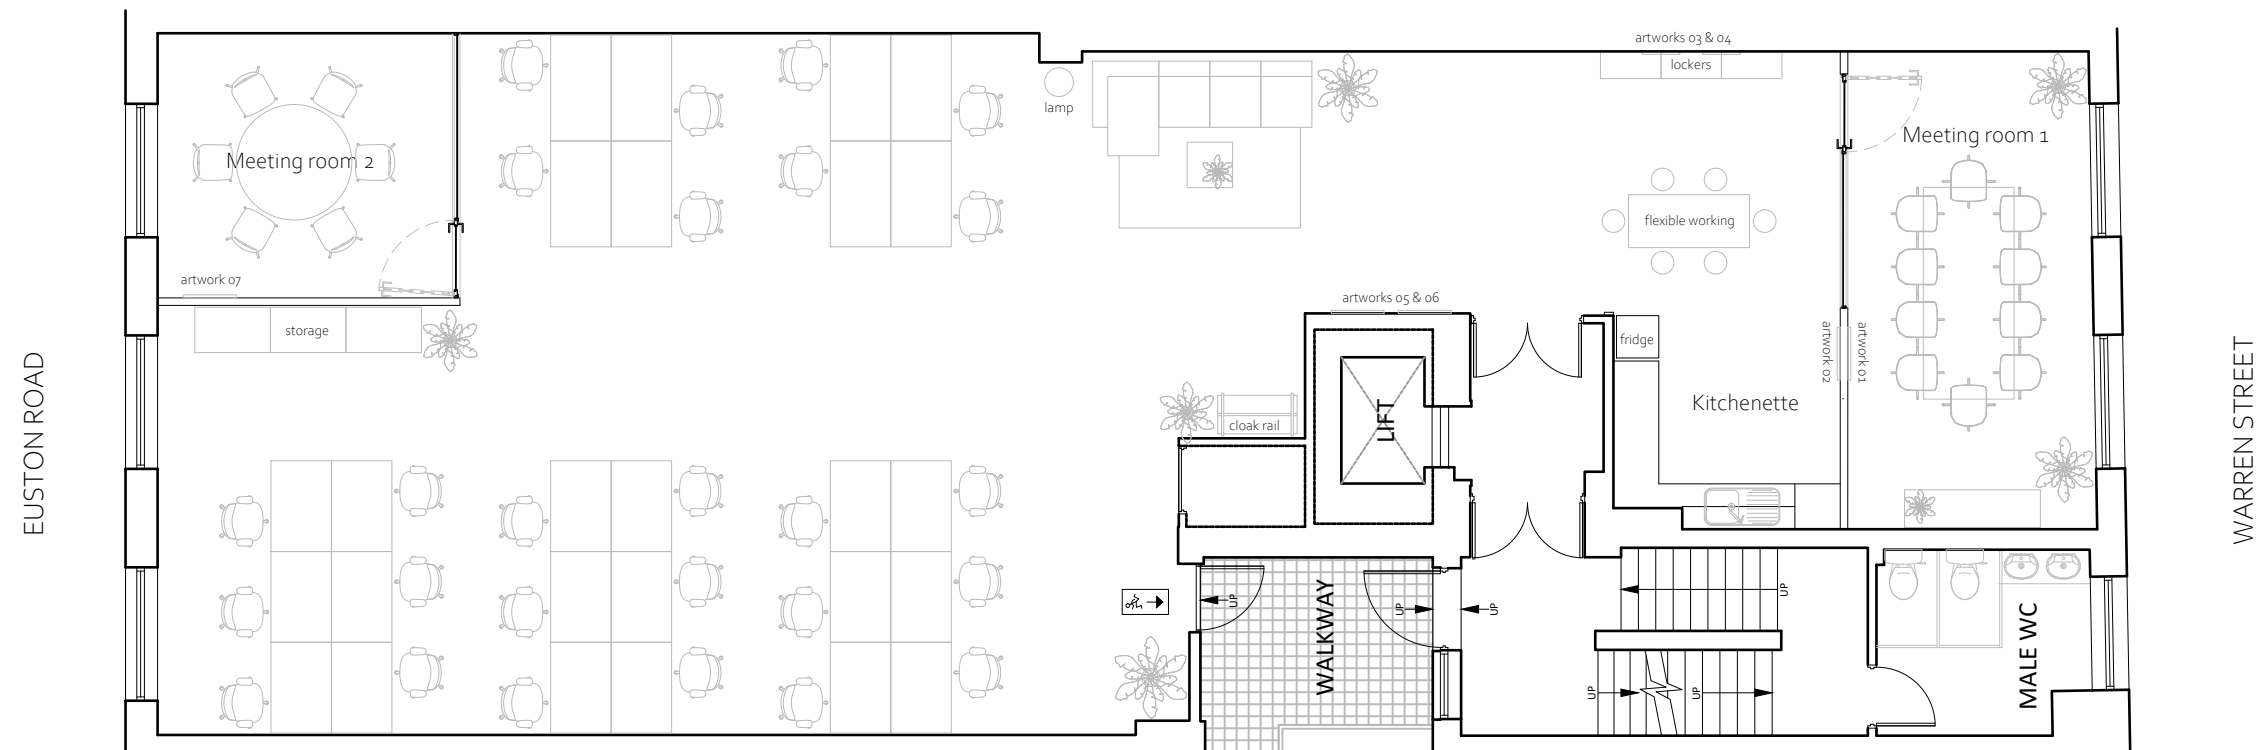 artworks 03 & 04
lockers
lamp
Meeting room 1
Meeting room 2
flexible working
artwork 07
artworks 05 & 06
storage
fridge
artwork 02
artwork 01
EUSTON ROAD
WARREN STREET
Kitchenette
LIFT
cloak rail
UP
UP
UP
UP
WALKWAY
MALE WC
UP
UP